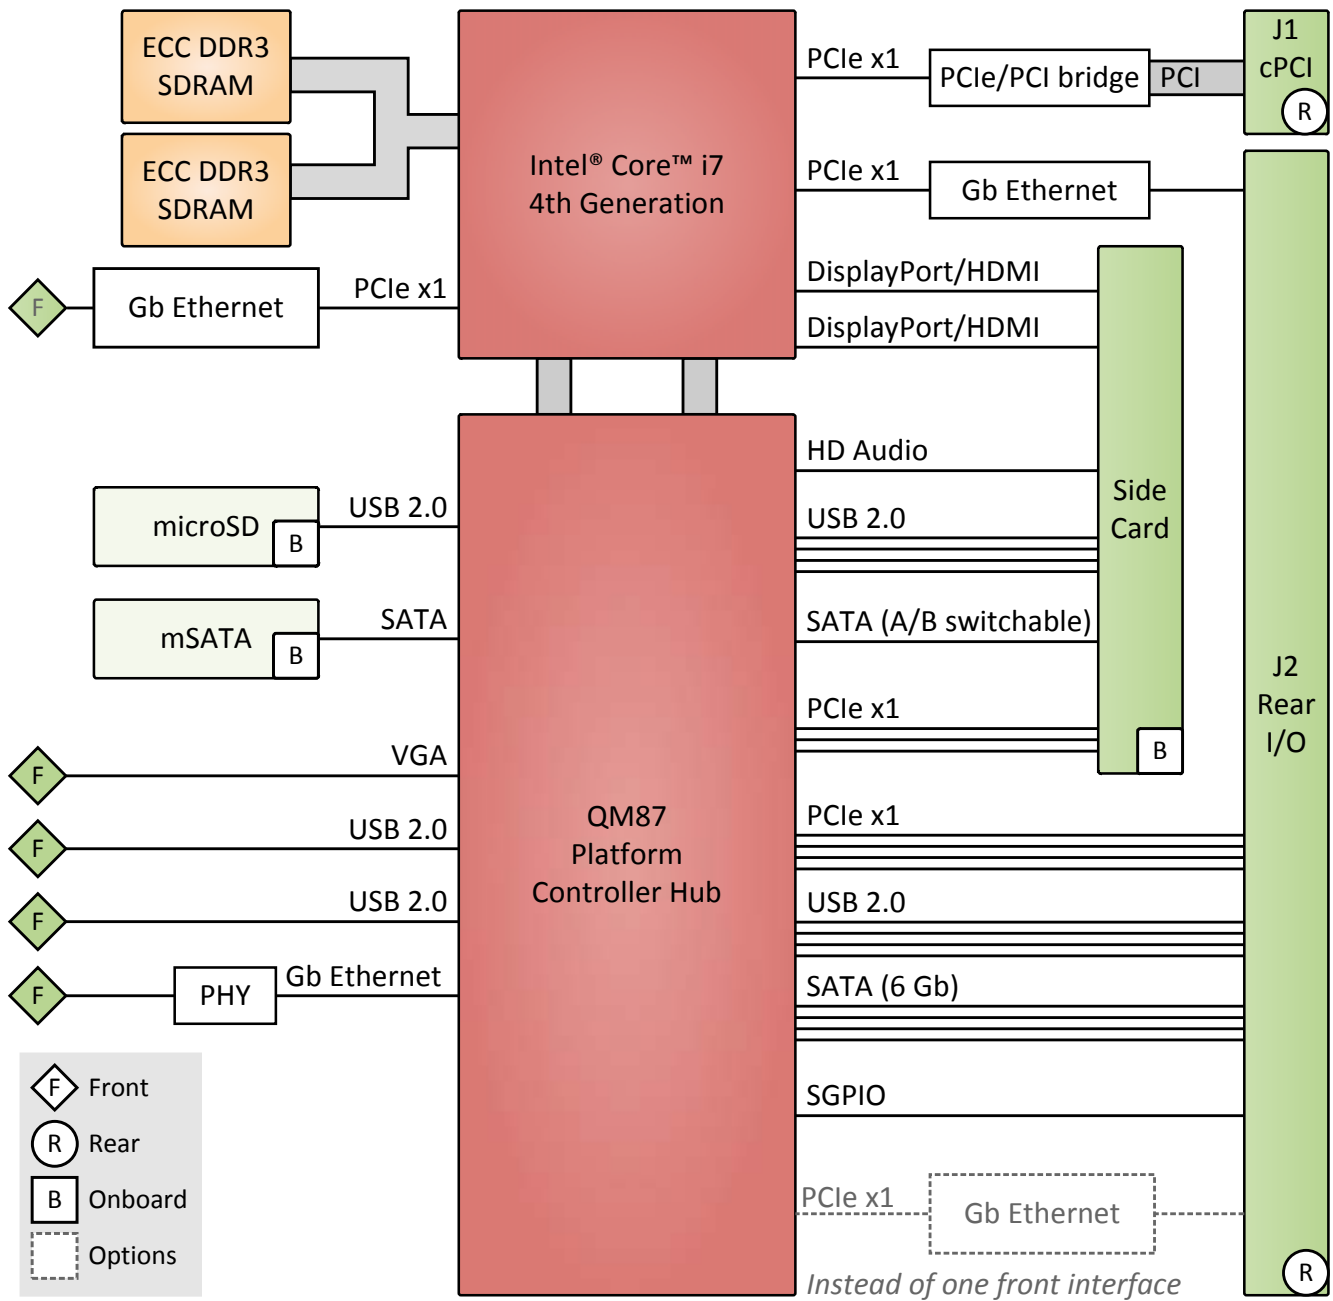 ECC DDR3
SDRAM
ECC DDR3
SDRAM
Intel® Core™ i7
4th Generation
PCIe x1
PCIe/PCI bridge
PCI
J1
cPCI
R
PCIe x1
Gb Ethernet
F
Gb Ethernet
PCIe x1
DisplayPort/HDMI
DisplayPort/HDMI
HD Audio
USB 2.0
SATA (A/B switchable)
PCIe x1
Side
Card
B
microSD
B
USB 2.0
mSATA
B
SATA
F
VGA
F
USB 2.0
F
USB 2.0
F
PHY
Gb Ethernet
QM87
Platform
Controller Hub
PCIe x1
USB 2.0
SATA (6 Gb)
SGPIO
PCIe x1
Gb Ethernet
Instead of one front interface
J2
Rear
I/O
R
F Front
R Rear
B Onboard
Options